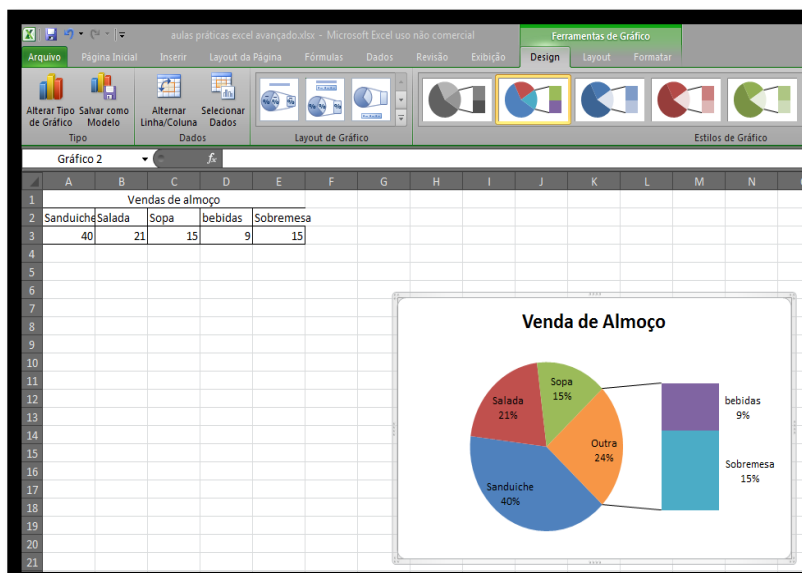 aulas práticas excel avançado.xlsx - Microsoft Excel uso não comercial
Ferramentas de Gráfico
Arquivo Página Inicial Inserir Layout da Página Fórmulas Dados Revisão Exibição Design Layout Formatar
Alterar Tipo de Gráfico
Salvar como Modelo
Alternar Linha/Coluna
Selecionar Dados
Tipo Dados Layout de Gráfico Estilos de Gráfico
Gráfico 2 fx
A B C D E F G H I J K L M N
1 Vendas de almoço
2 Sanduiche Salada Sopa bebidas Sobremesa
3 40 21 15 9 15
4
5
6
7
8
9
10
11
12
13
14
15
16
17
18
19
20
21
Venda de Almoço
Sopa
15%
Salada
21%
bebidas
9%
Outra
24%
Sobremesa
15%
Sanduiche
40%